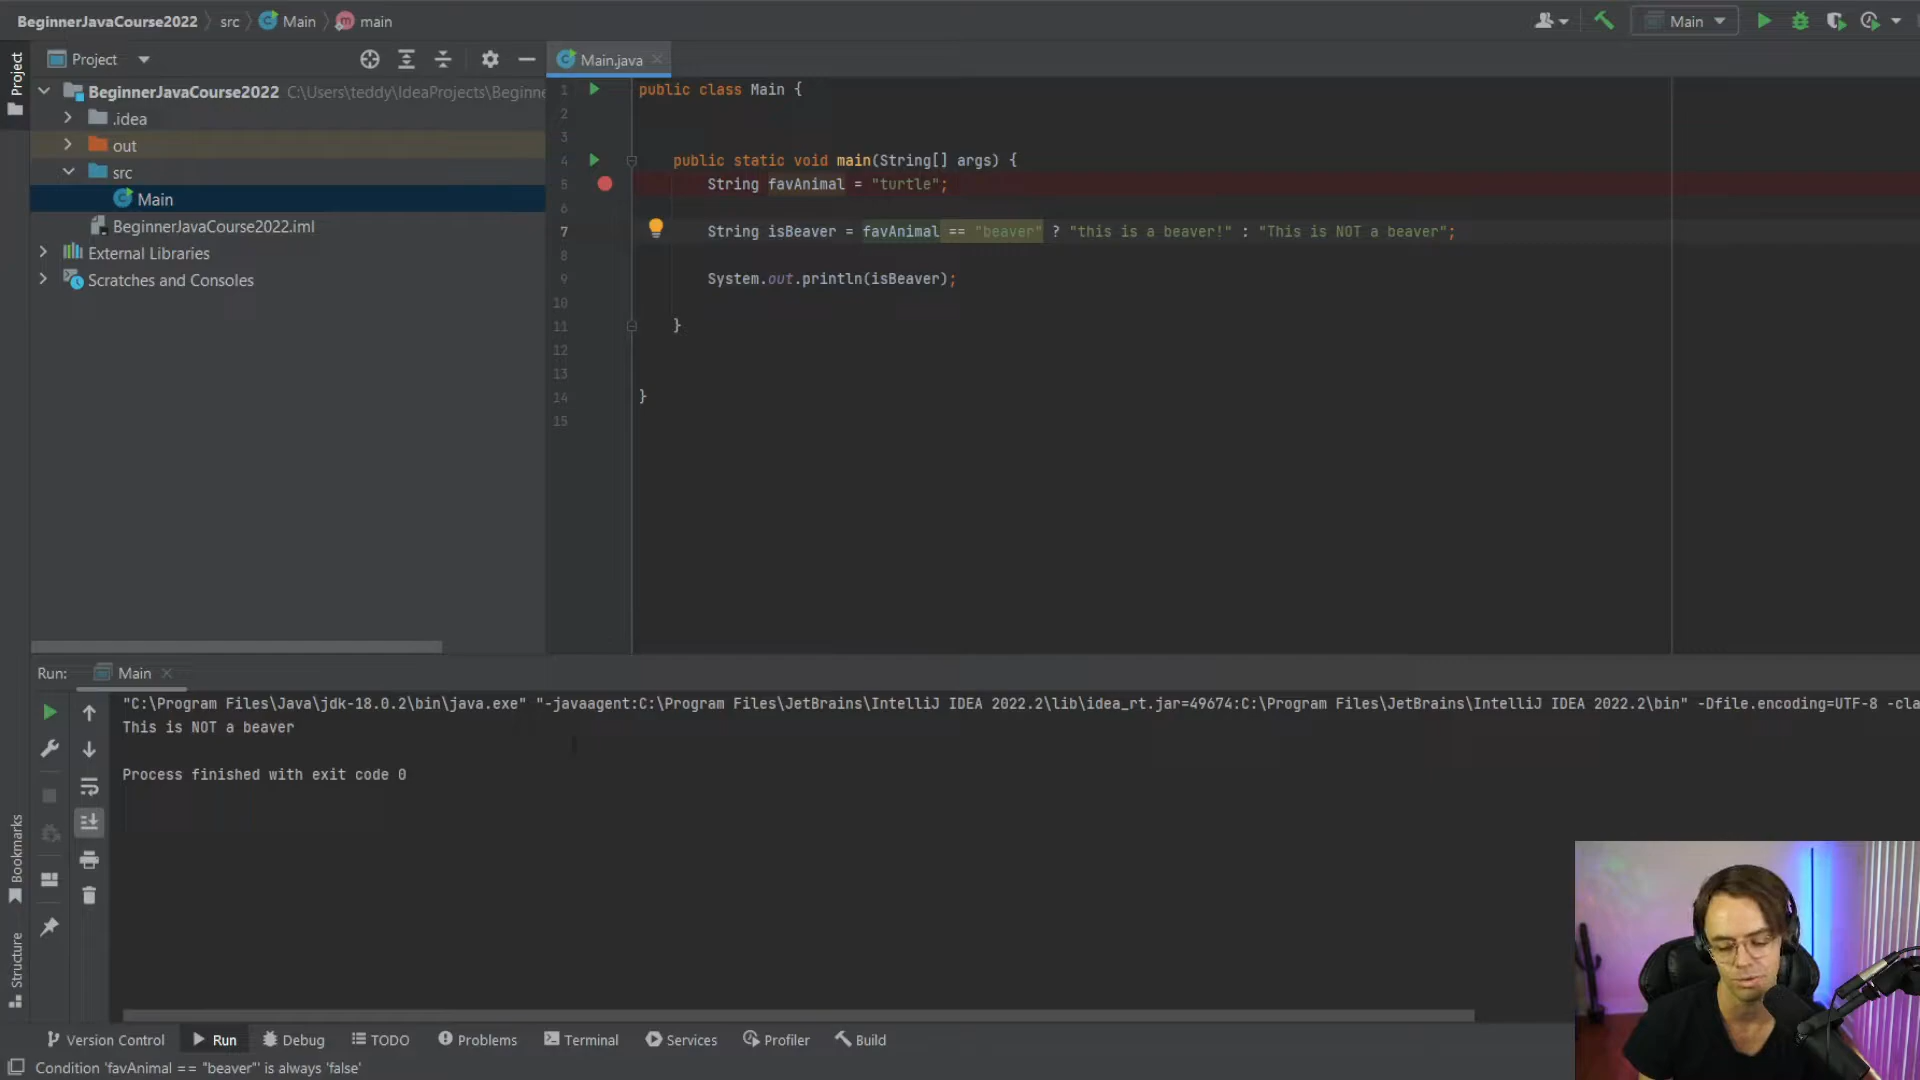 BeginnerJavaCourse2022 src Main main
Main
Project
Project
BeginnerJavaCourse2022 C:\Users\teddy\IdeaProjects\Beginne
.idea
out
src
Main
BeginnerJavaCourse2022.iml
External Libraries
Scratches and Consoles
Main.java
1 public class Main {
2
3
4 public static void main(String[] args) {
5 String favAnimal = "turtle";
6
7 String isBeaver = favAnimal == "beaver" ? "this is a beaver!" : "This is NOT a beaver";
8
9 System.out.println(isBeaver);
10
11 }
12
13
14 }
15
Run: Main
"C:\Program Files\Java\jdk-18.0.2\bin\java.exe" "-javaagent:C:\Program Files\JetBrains\IntelliJ IDEA 2022.2\lib\idea_rt.jar=49674:C:\Program Files\JetBrains\IntelliJ IDEA 2022.2\bin" -Dfile.encoding=UTF-8 -cla
This is NOT a beaver
Process finished with exit code 0
Bookmarks
Structure
Version Control Run Debug TODO Problems Terminal Services Profiler Build
Condition 'favAnimal == "beaver"' is always 'false'